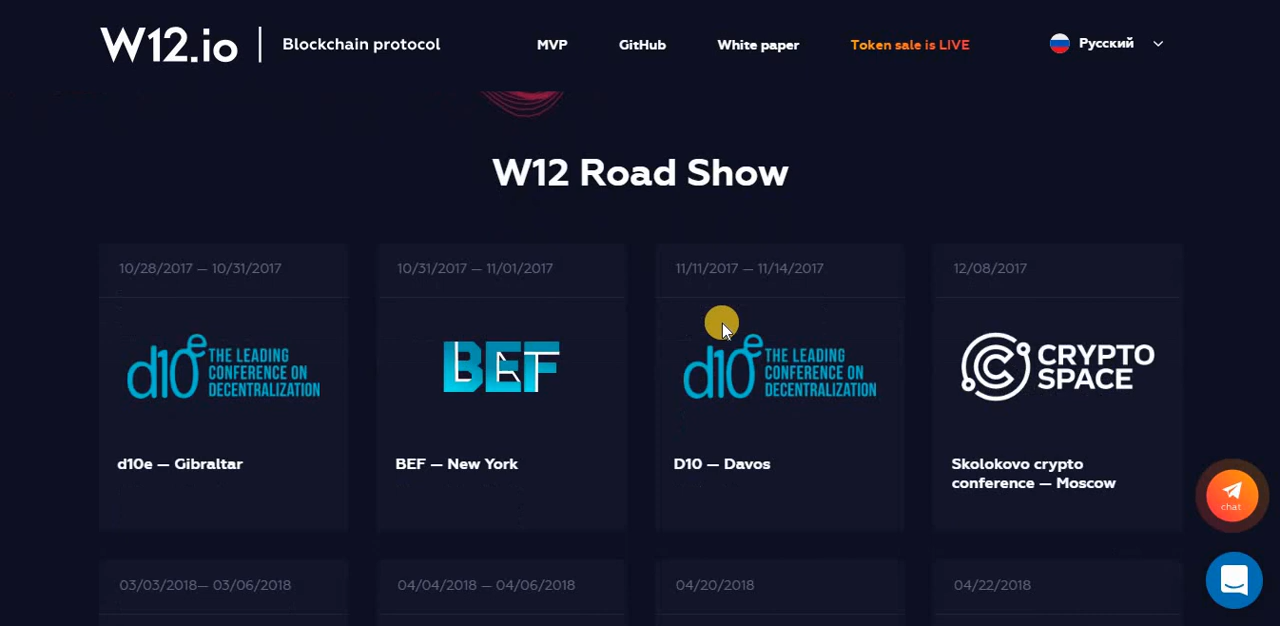 W12.io | Blockchain protocol
MVP
GitHub
White paper
Token sale is LIVE
Русский
W12 Road Show
10/28/2017 — 10/31/2017
d10e THE LEADING
CONFERENCE ON
DECENTRALIZATION
d10e — Gibraltar
10/31/2017 — 11/01/2017
BEF
BEF — New York
11/11/2017 — 11/14/2017
d10e THE LEADING
CONFERENCE ON
DECENTRALIZATION
D10 — Davos
12/08/2017
CRYPTO
SPACE
Skolokovo crypto
conference — Moscow
chat
03/03/2018— 03/06/2018
04/04/2018 — 04/06/2018
04/20/2018
04/22/2018